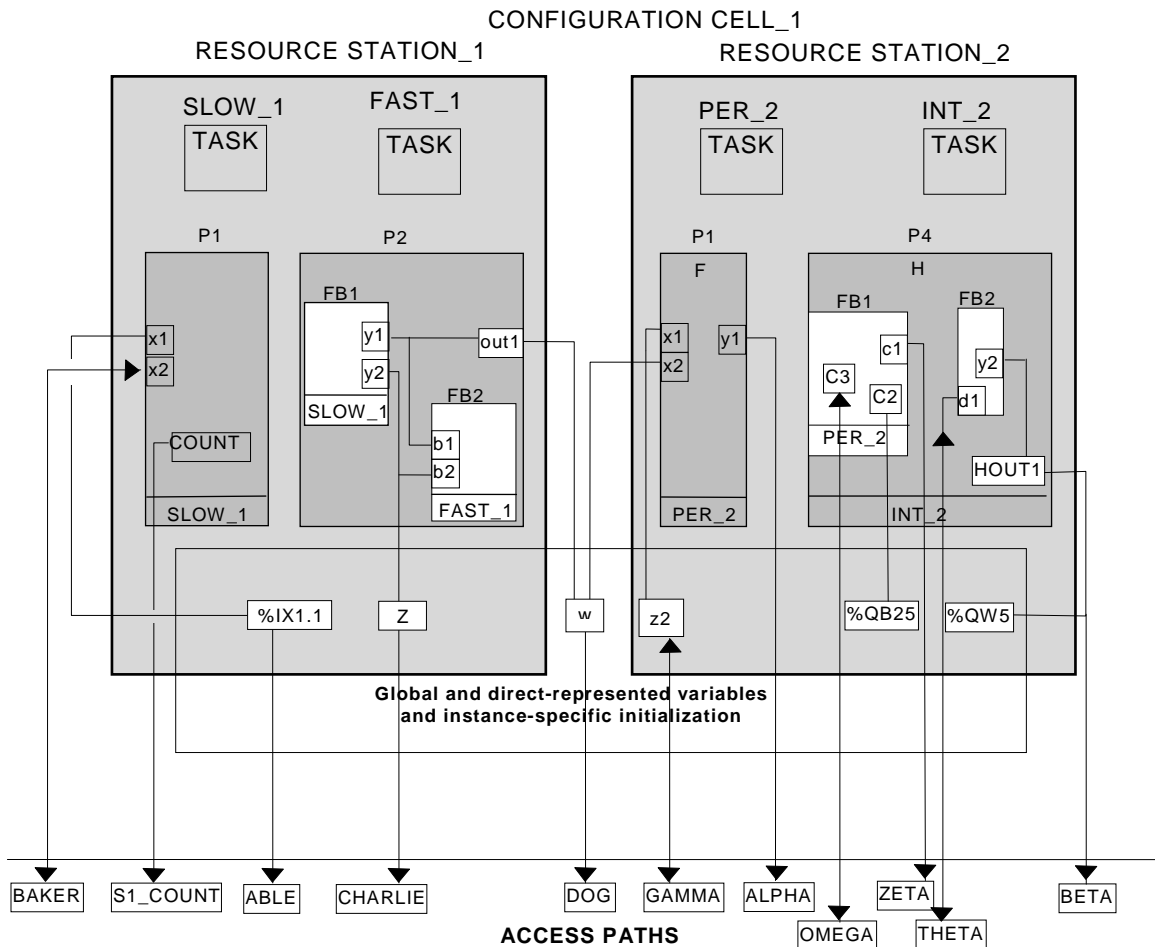 CONFIGURATION CELL_1
RESOURCE STATION_1
RESOURCE STATION_2
SLOW_1
FAST_1
PER_2
INT_2
TASK
TASK
TASK
TASK
P1
P2
P1
P4
F
H
FB1
FB1
FB2
x1
y1
out1
x1
y1
c1
y2
x2
y2
x2
C3
C2
d1
SLOW_1
FB2
PER_2
COUNT
b1
b2
HOUT1
SLOW_1
FAST_1
PER_2
INT_2
%IX1.1
Z
w
z2
%QB25
%QW5
Global and direct-represented variables
and instance-specific initialization
BAKER
S1_COUNT
ABLE
CHARLIE
DOG
GAMMA
ALPHA
ZETA
BETA
OMEGA
THETA
ACCESS PATHS